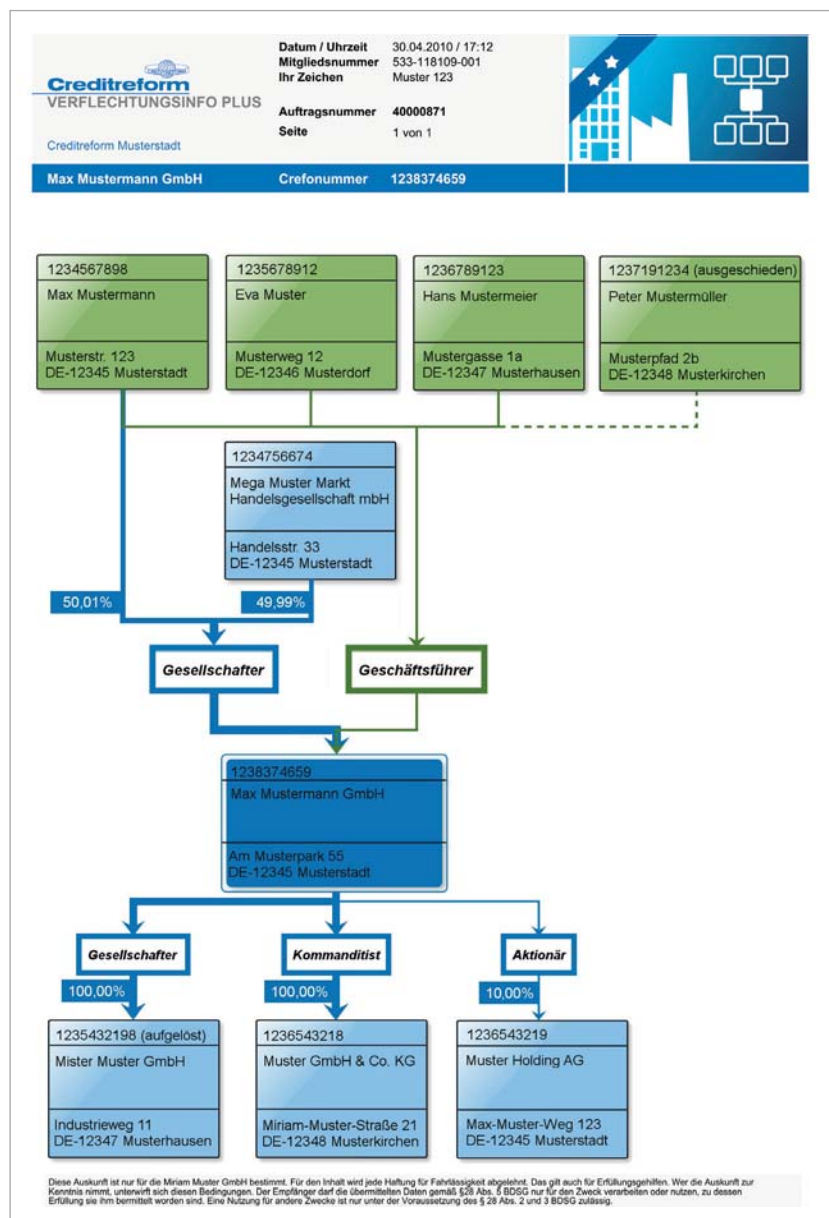 Creditreform
VERFLECHTUNGSINFO PLUS
Creditreform Musterstadt
Datum / Uhrzeit 30.04.2010 / 17:12
Mitgliedsnummer 533-118109-001
Ihr Zeichen Muster 123
Auftragsnummer 40000871
Seite 1 von 1
Max Mustermann GmbH Crefonummer 1238374659
1234567898
Max Mustermann
Musterstr. 123
DE-12345 Musterstadt
1235678912
Eva Muster
Musterweg 12
DE-12346 Musterdorf
1236789123
Hans Mustermeier
Mustergasse 1a
DE-12347 Musterhausen
1237191234 (ausgeschieden)
Peter Mustermüller
Musterpfad 2b
DE-12348 Musterkirchen
1234756674
Mega Muster Markt
Handelsgesellschaft mbH
Handelsstr. 33
DE-12345 Musterstadt
50,01%
49,99%
Gesellschafter
Geschäftsführer
1238374659
Max Mustermann GmbH
Am Musterpark 55
DE-12345 Musterstadt
Gesellschafter
Kommanditist
Aktionär
100,00%
100,00%
10,00%
1235432198 (aufgelöst)
Mister Muster GmbH
Industrieweg 11
DE-12347 Musterhausen
1236543218
Muster GmbH & Co. KG
Miriam-Muster-Straße 21
DE-12348 Musterkirchen
1236543219
Muster Holding AG
Max-Muster-Weg 123
DE-12345 Musterstadt
Diese Auskunft ist nur für die Miriam Muster GmbH bestimmt. Für den Inhalt wird jede Haftung für Fahrlässigkeit abgelehnt. Das gilt auch für Erfüllungsgehilfen. Wer die Auskunft zur
Kenntnis nimmt, unterwirft sich diesen Bedingungen. Der Empfänger darf die übermittelten Daten gemäß §28 Abs. 5 BDSG nur für den Zweck verarbeiten oder nutzen, zu dessen
Erfüllung sie ihm bermittelt worden sind. Eine Nutzung für andere Zwecke ist nur unter der Voraussetzung des § 28 Abs. 2 und 3 BDSG zulässig.